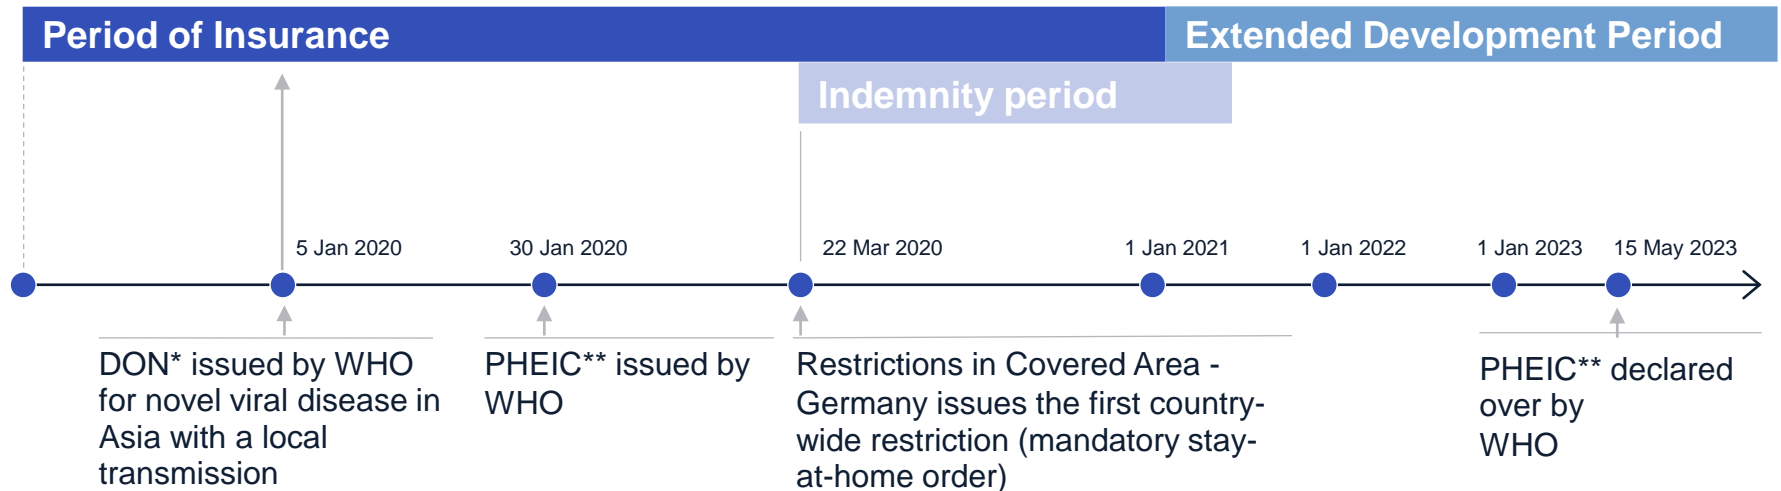 Period of Insurance
Extended Development Period
Indemnity period
5 Jan 2020
30 Jan 2020
22 Mar 2020
1 Jan 2021
1 Jan 2022
1 Jan 2023
15 May 2023
DON* issued by WHO
for novel viral disease in
Asia with a local
transmission
PHEIC** issued by
WHO
Restrictions in Covered Area -
Germany issues the first country-
wide restriction (mandatory stay-
at-home order)
PHEIC** declared
over by
WHO